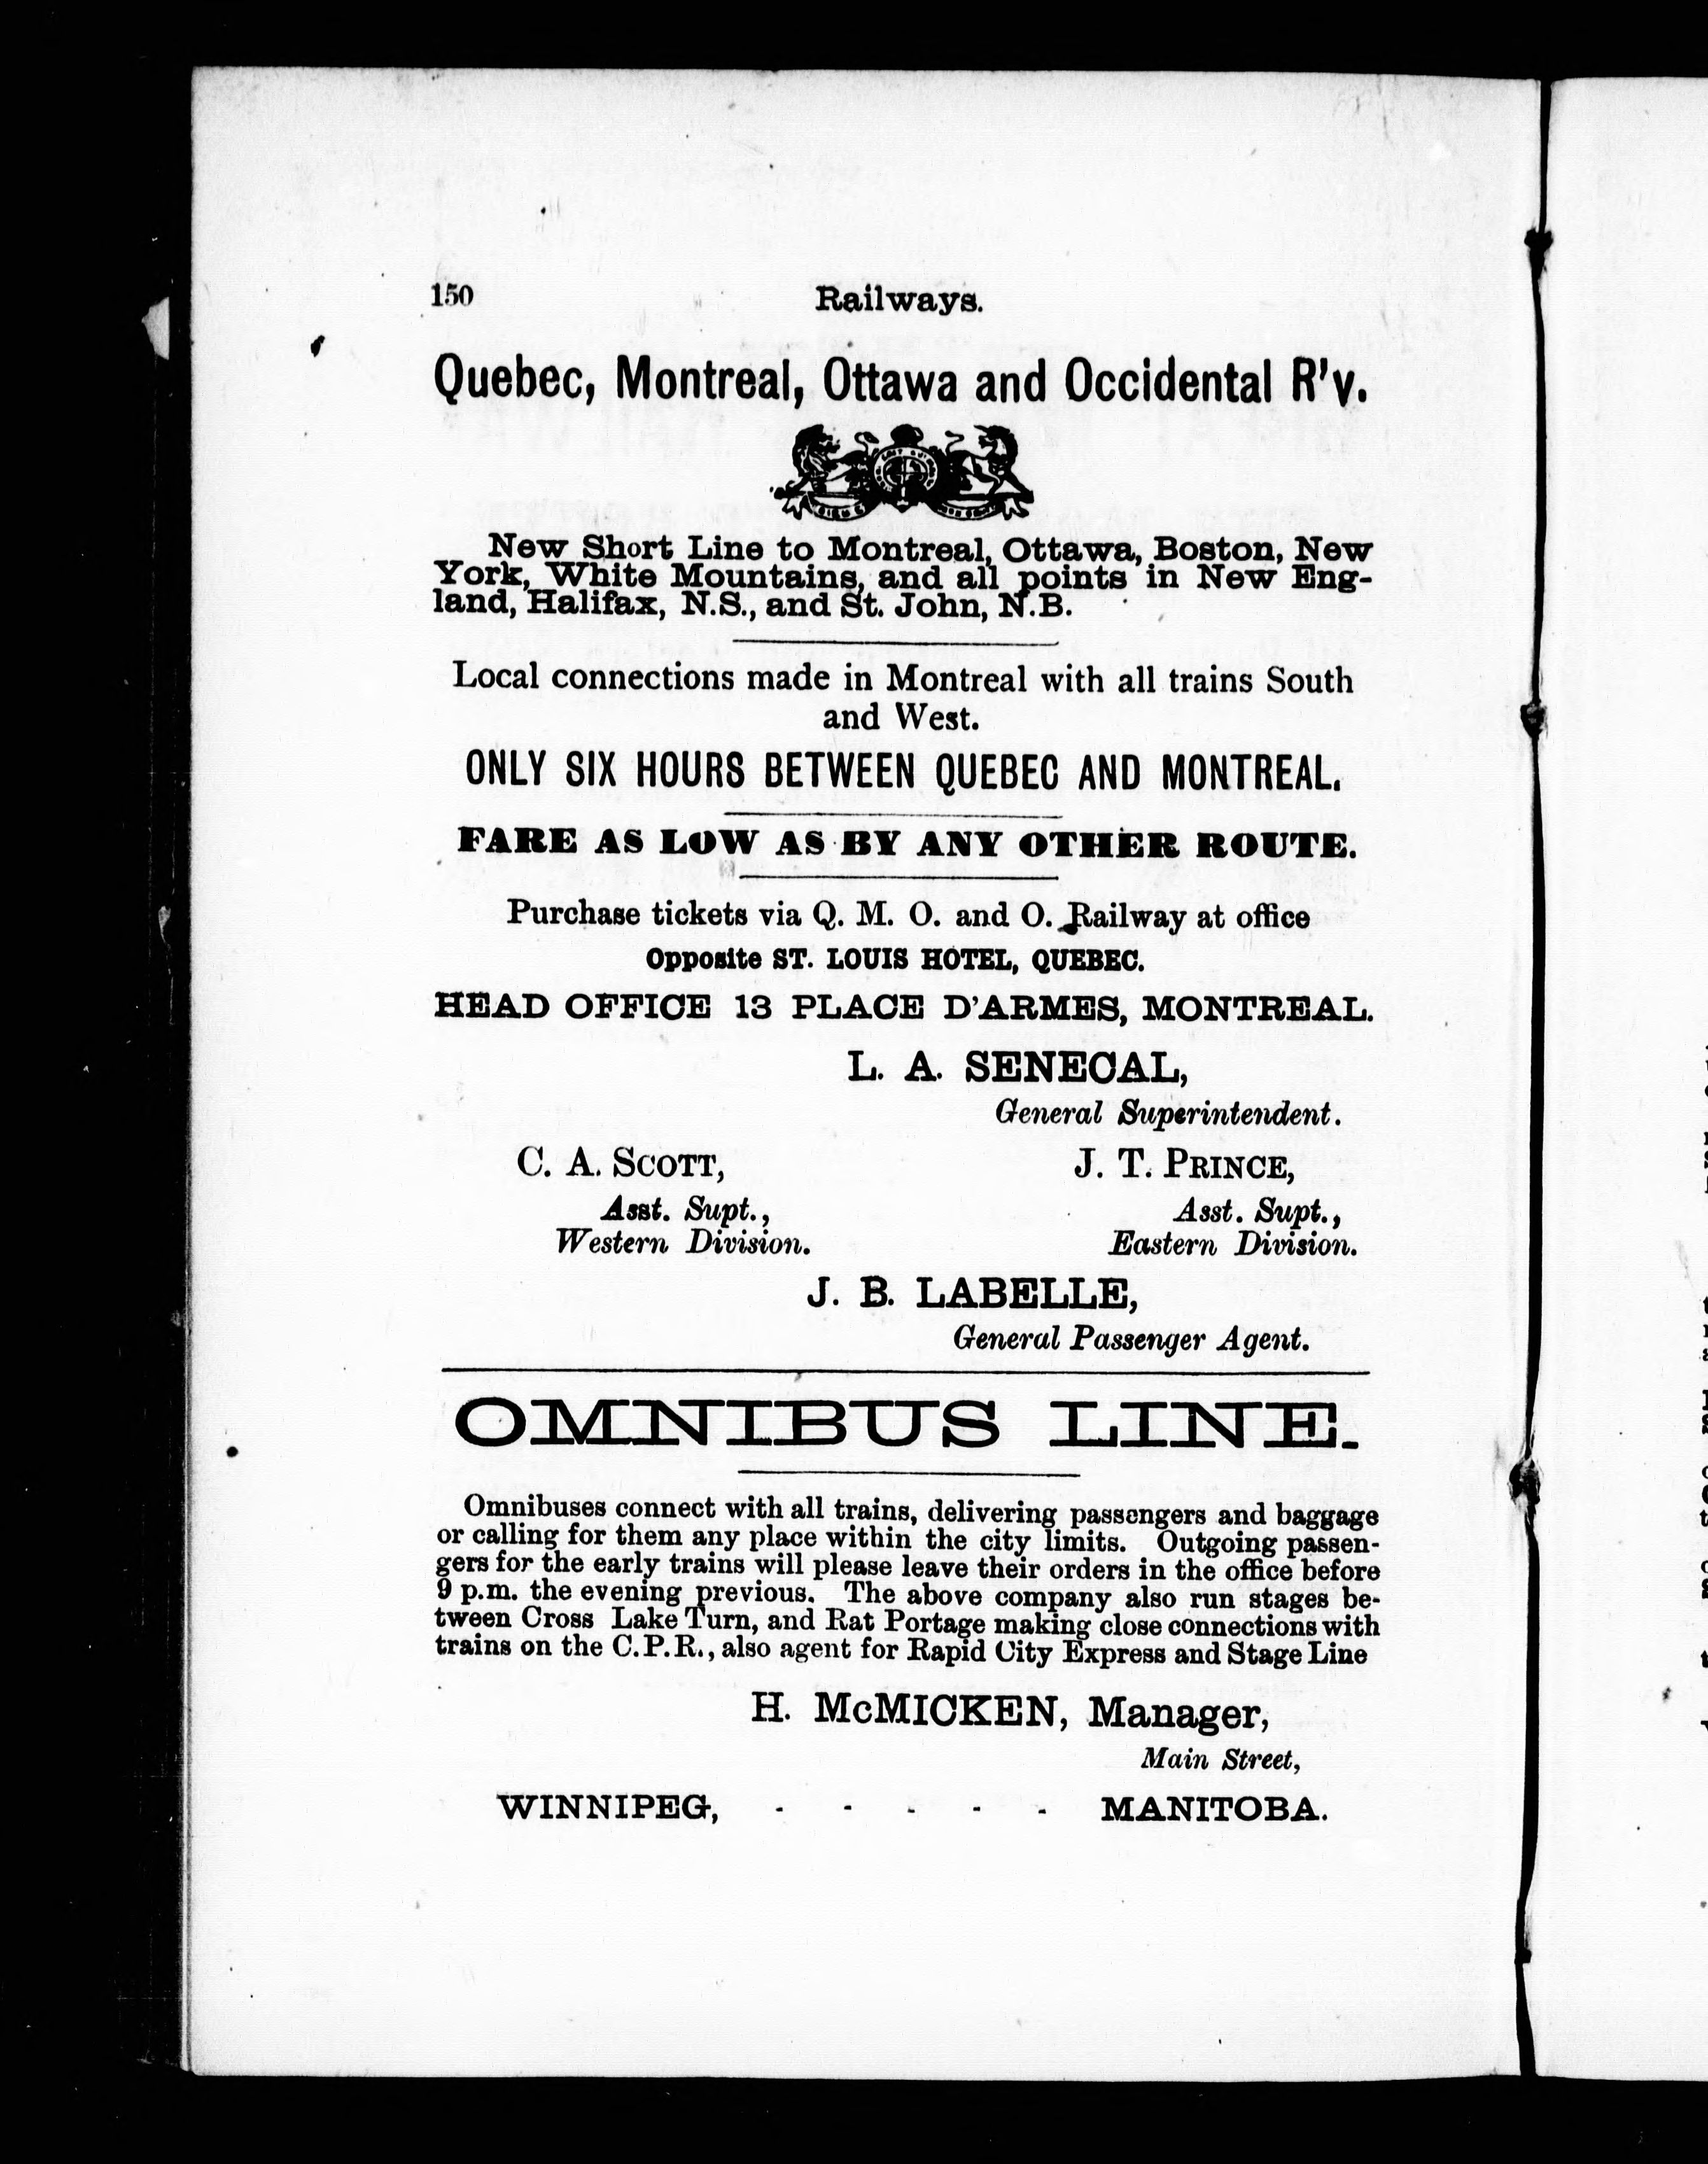 150
Railways.
Quebec, Montreal, Ottawa and Occidental R'y.
New Short Line to Montreal, Ottawa, Boston, New
York, White Mountains, and all points in New Eng-
land, Halifax, N.S., and St. John, N.B.
Local connections made in Montreal with all trains South
and West.
ONLY SIX HOURS BETWEEN QUEBEC AND MONTREAL.
FARE AS LOW AS BY ANY OTHER ROUTE.
Purchase tickets via Q. M. O. and O. Railway at office
Opposite ST. LOUIS HOTEL, QUEBEC.
HEAD OFFICE 13 PLACE D'ARMES, MONTREAL.
L. A. SENECAL,
General Superintendent.
C. A. SCOTT,
Asst. Supt.,
Western Division.
J. T. PRINCE,
Asst. Supt.,
Eastern Division.
J. B. LABELLE,
General Passenger Agent.
OMNIBUS LINE.
Omnibuses connect with all trains, delivering passengers and baggage
or calling for them any place within the city limits. Outgoing passen-
gers for the early trains will please leave their orders in the office before
9 p.m. the evening previous. The above company also run stages be-
tween Cross Lake Turn, and Rat Portage making close connections with
trains on the C.P.R., also agent for Rapid City Express and Stage Line
H. McMICKEN, Manager,
Main Street,
WINNIPEG, - - - - - MANITOBA.